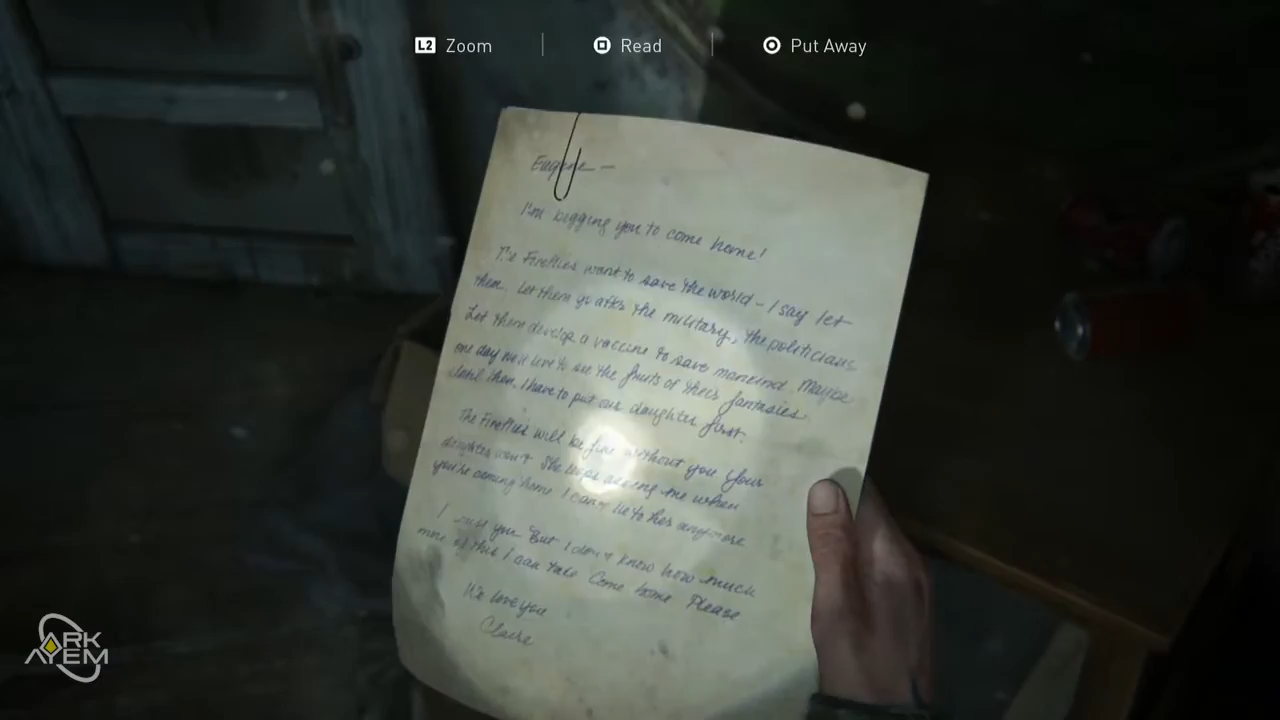 L2 Zoom | Read | Put Away
Eugene —
I'm begging you to come home!
The Fireflies want to save the world - I say let
them. Let them go after the military, the politicians.
Let them develop a vaccine to save mankind. Maybe
one day we'll live to see the fruits of their fantasies.
Until then, I have to put our daughter first.
The Fireflies will be fine without you. Your
daughter won't. She keeps asking me when
you're coming home. I can't lie to her anymore
I miss you. But I don't know how much
more of this I can take. Come home. Please
We love you
Claire
ARK
AYEM